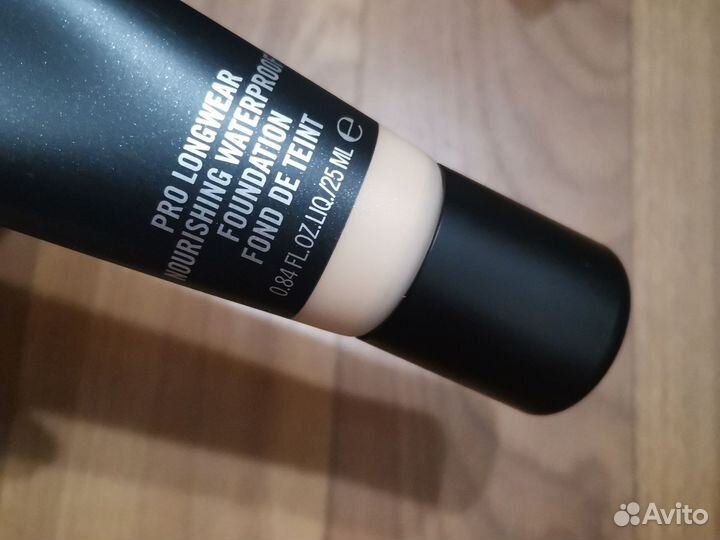 PRO LONGWEAR
NOURISHING WATERPROOF
FOUNDATION
FOND DE TEINT
0.84 FL.OZ.LIQ./25 ML ℮
Avito